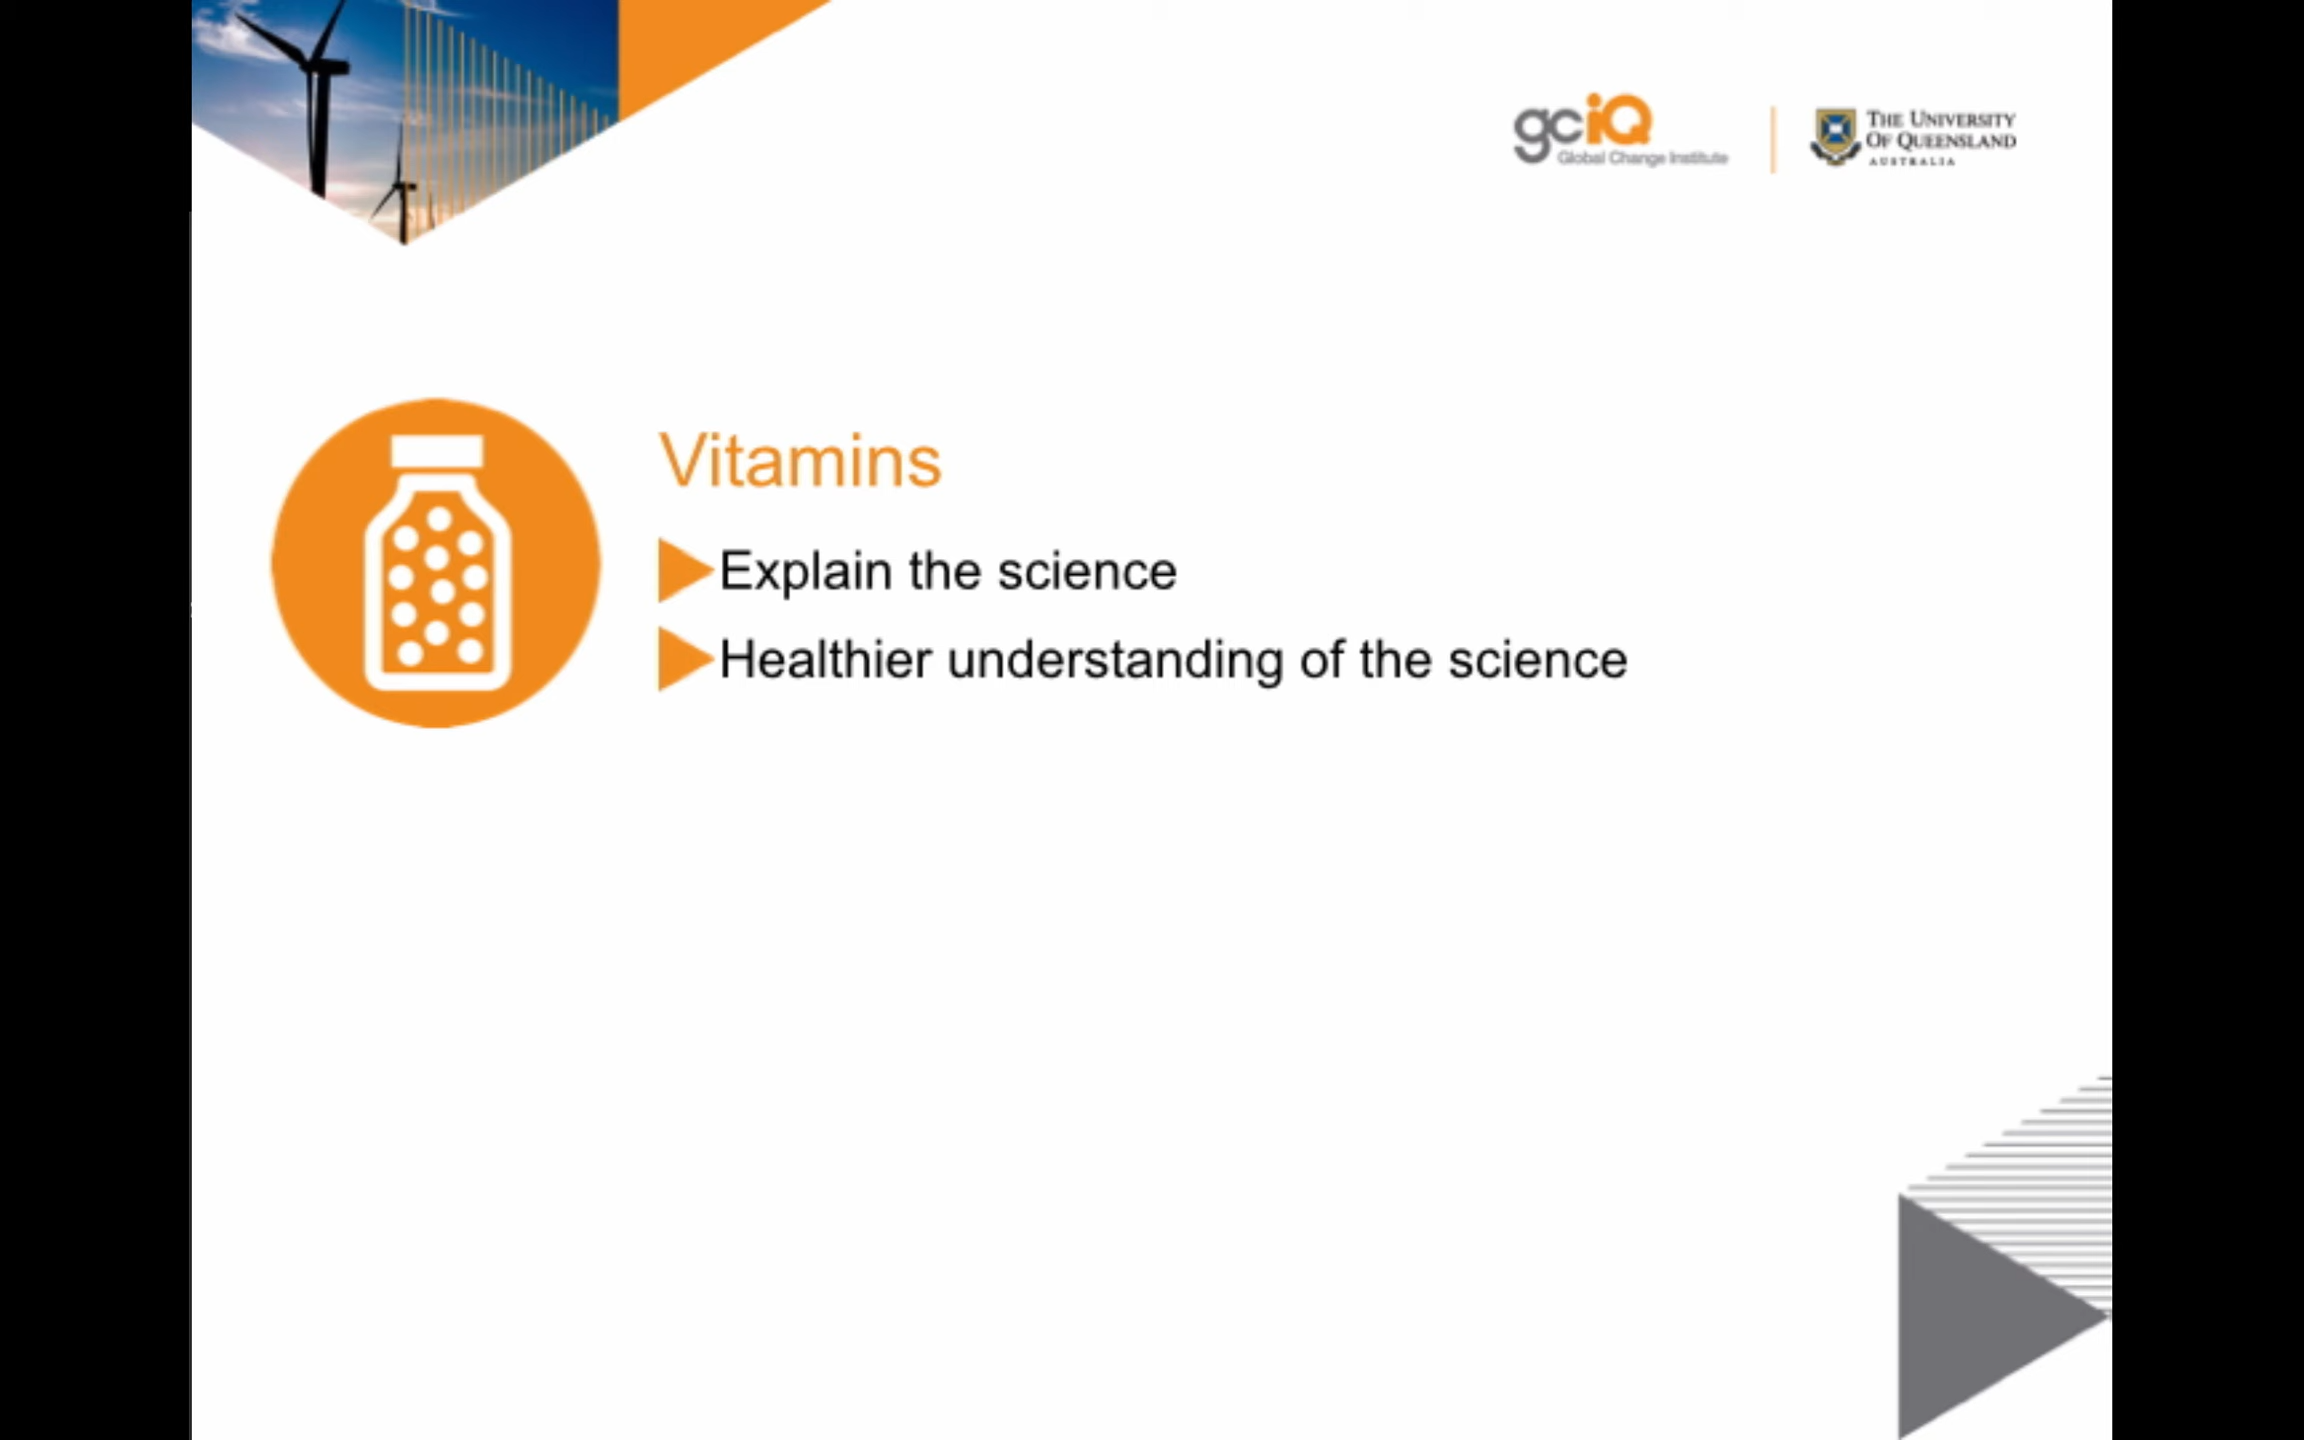 gciQ
Global Change Institute
THE UNIVERSITY
OF QUEENSLAND
AUSTRALIA
Vitamins
Explain the science
Healthier understanding of the science